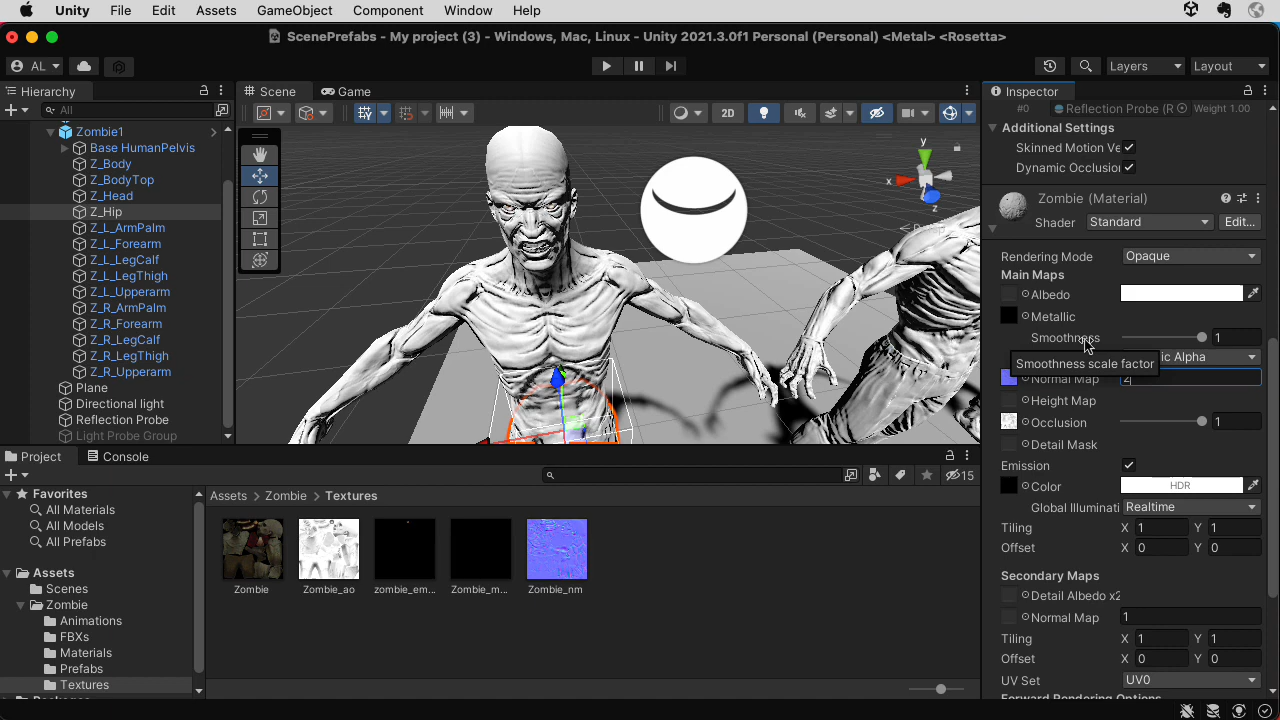 Unity File Edit Assets GameObject Component Window Help
ScenePrefabs - My project (3) - Windows, Mac, Linux - Unity 2021.3.0f1 Personal (Personal) <Metal> <Rosetta>
AL Layers Layout
Hierarchy Scene Game Inspector
All 2D
#0 Reflection Probe (R Weight 1.00
Zombie1
Base HumanPelvis
Z_Body
Z_BodyTop
Z_Head
Z_Hip
Z_L_ArmPalm
Z_L_Forearm
Z_L_LegCalf
Z_L_LegThigh
Z_L_Upperarm
Z_R_ArmPalm
Z_R_Forearm
Z_R_LegCalf
Z_R_LegThigh
Z_R_Upperarm
Plane
Directional light
Reflection Probe
Light Probe Group
y
x
z
Persp
Additional Settings
Skinned Motion Ve
Dynamic Occlusion
Zombie (Material)
Shader Standard Edit...
Rendering Mode Opaque
Main Maps
Albedo
Metallic
Smoothness 1
ic Alpha
Smoothness scale factor
Normal Map 2
Height Map
Occlusion 1
Detail Mask
Emission
Color HDR
Global Illuminati Realtime
Tiling X 1 Y 1
Offset X 0 Y 0
Secondary Maps
Detail Albedo x2
Normal Map 1
Tiling X 1 Y 1
Offset X 0 Y 0
UV Set UV0
Forward Rendering Options
Project Console
15
Favorites
All Materials
All Models
All Prefabs
Assets
Scenes
Zombie
Animations
FBXs
Materials
Prefabs
Textures
Packages
Assets > Zombie > Textures
Zombie Zombie_ao zombie_em... Zombie_m... Zombie_nm